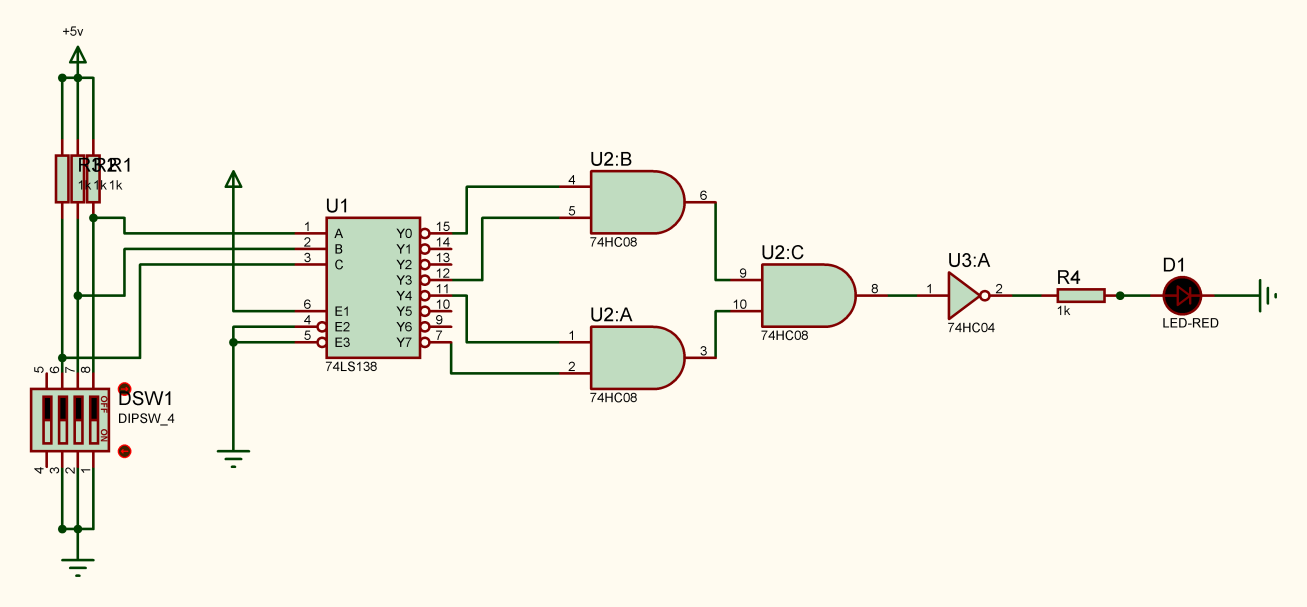 +5v
R3
R2
R1
1k
1k
1k
U1
74LS138
1
2
3
6
4
5
A
B
C
E1
E2
E3
Y0
Y1
Y2
Y3
Y4
Y5
Y6
Y7
15
14
13
12
11
10
9
7
U2:B
4
5
6
74HC08
U2:A
1
2
3
74HC08
U2:C
9
10
8
74HC08
U3:A
1
2
74HC04
R4
1k
D1
LED-RED
5
6
7
8
DSW1
DIPSW_4
OFF
ON
4
3
2
1